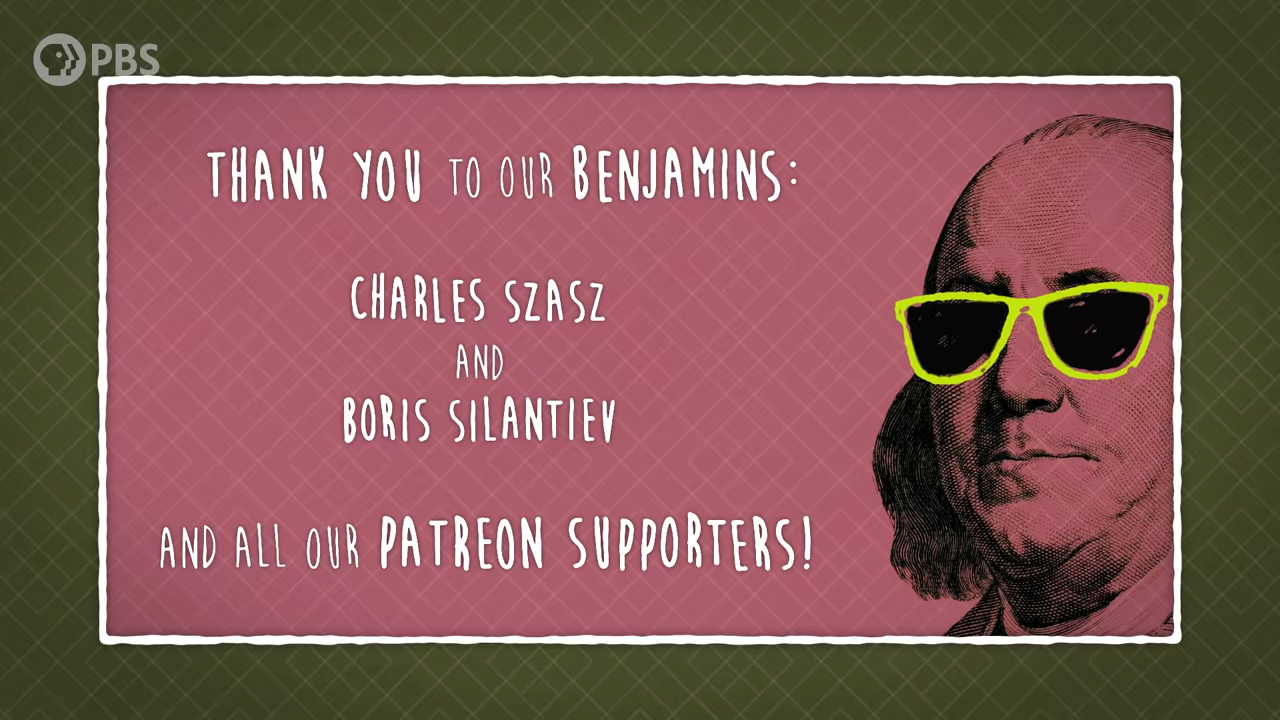 PBS
THANK YOU TO OUR BENJAMINS:
CHARLES SZASZ
AND
BORIS SILANTIEV
AND ALL OUR PATREON SUPPORTERS!